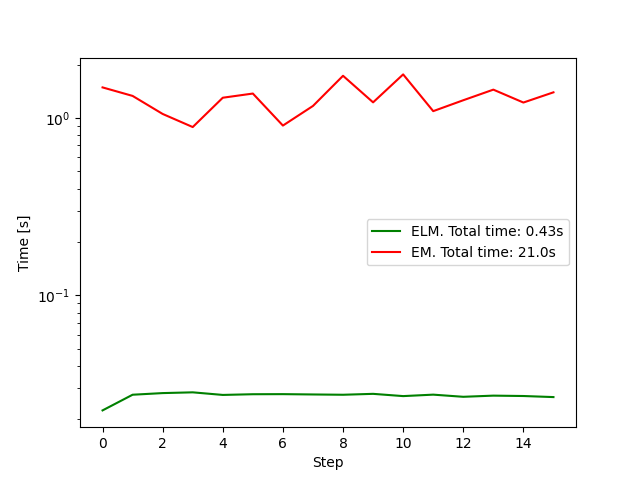 10⁰
Time [s]
10⁻¹
ELM. Total time: 0.43s
EM. Total time: 21.0s
0 2 4 6 8 10 12 14
Step